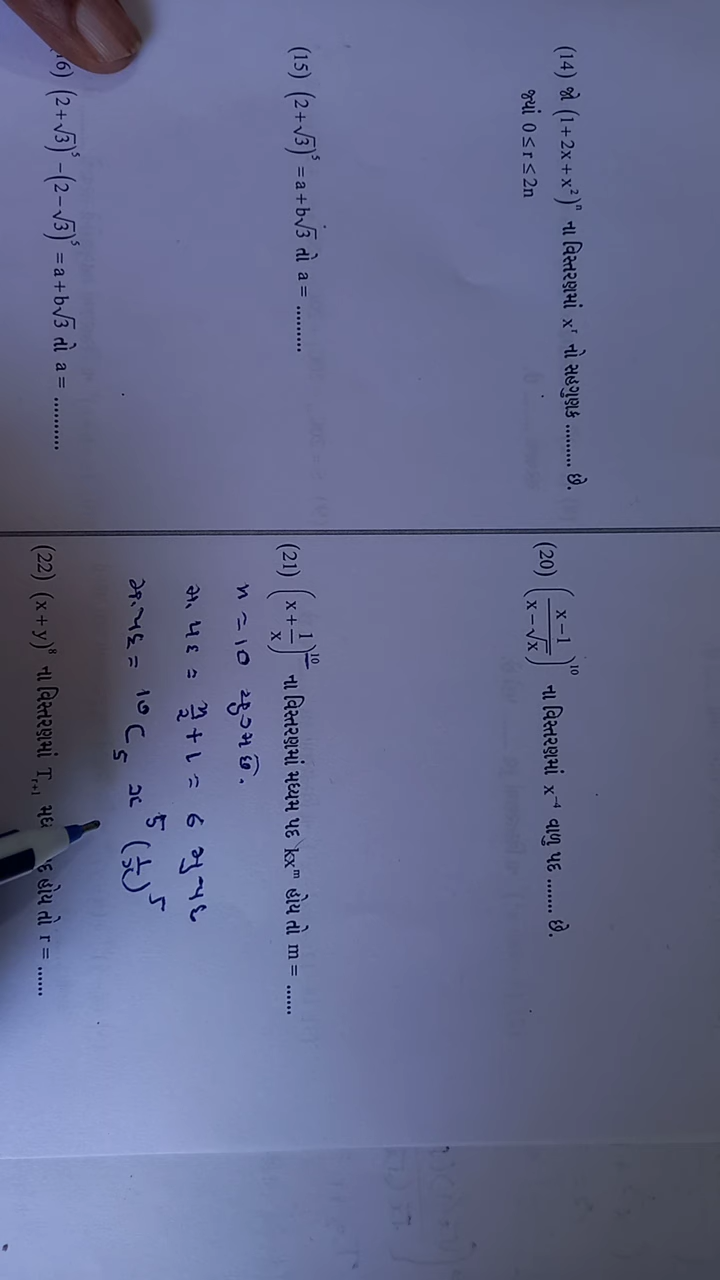 (14) જો (1+2x+x²)ⁿ ના વિસ્તરણમાં xʳ નો સહગુણક ......... છે.
જ્યાં 0 ≤ r ≤ 2n
(15) (2+√3)⁵ = a+b√3 તો a = .........
16) (2+√3)⁵ − (2−√3)⁵ = a+b√3 તો a = ..........
(20) ((x−1)/(x−√x))¹⁰ ના વિસ્તરણમાં x⁻⁴ વાળુ પદ ....... છે.
(21) (x+1/x)¹⁰ ના વિસ્તરણમાં મધ્યમ પદ kxᵐ હોય તો m = ......
n = 10 યુગ્મ છે.
મ. પદ = n/2 + 1 = 6 મુ પદ
મ. પદ = ¹⁰C₅ x⁵ (1/x)⁵
(22) (x+y)⁸ ના વિસ્તરણમાં Tᵣ₊₁ હોય તો r = ......